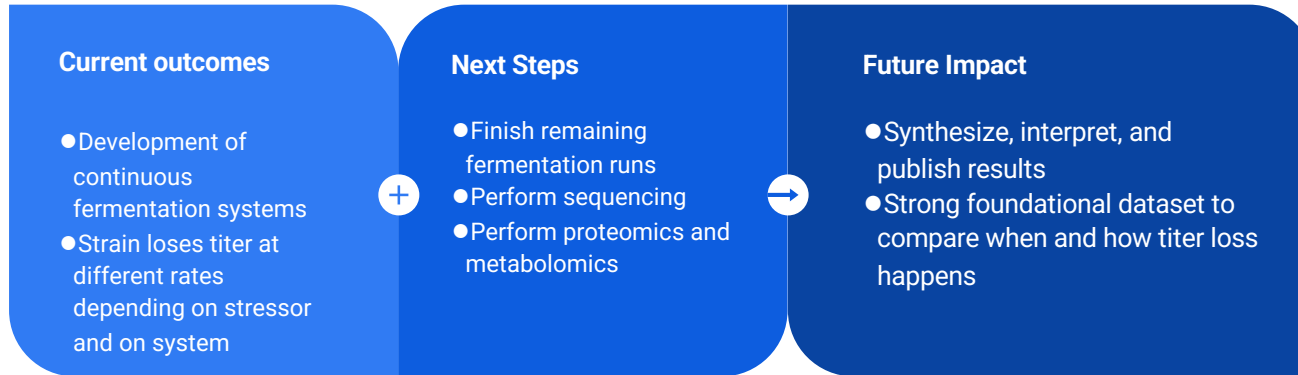 Current outcomes
●Development of
continuous
fermentation systems
●Strain loses titer at
different rates
depending on stressor
and on system
+
Next Steps
●Finish remaining
fermentation runs
●Perform sequencing
●Perform proteomics and
metabolomics
Future Impact
●Synthesize, interpret, and
publish results
●Strong foundational dataset to
compare when and how titer loss
happens